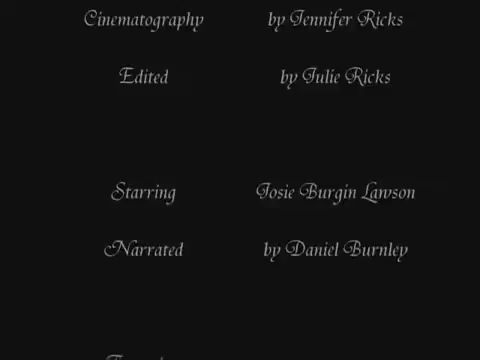 Cinematography by Jennifer Ricks
Edited by Julie Ricks
Starring Josie Burgin Lawson
Narrated by Daniel Burnley